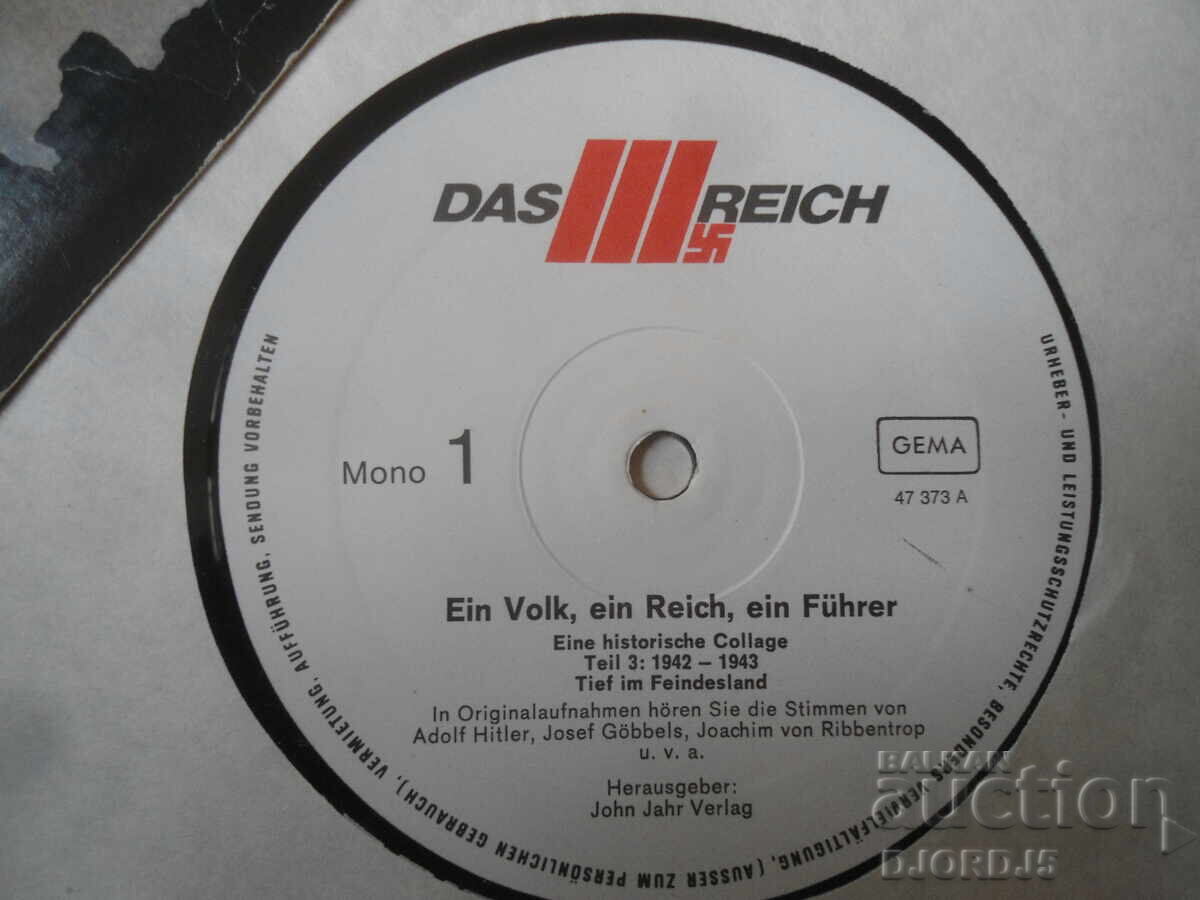 DAS III REICH
Mono 1
GEMA
47 373 A
Ein Volk, ein Reich, ein Führer
Eine historische Collage
Teil 3: 1942 – 1943
Tief im Feindesland
In Originalaufnahmen hören Sie die Stimmen von
Adolf Hitler, Josef Göbbels, Joachim von Ribbentrop
u. v. a.
Herausgeber:
John Jahr Verlag
URHEBER- UND LEISTUNGSSCHUTZRECHTE, BESONDERS VERVIELFÄLTIGUNG, (AUSSER ZUM PERSÖNLICHEN GEBRAUCH), VERMIETUNG, AUFFÜHRUNG, SENDUNG VORBEHALTEN
BALKAN
auction
DJORDJ5